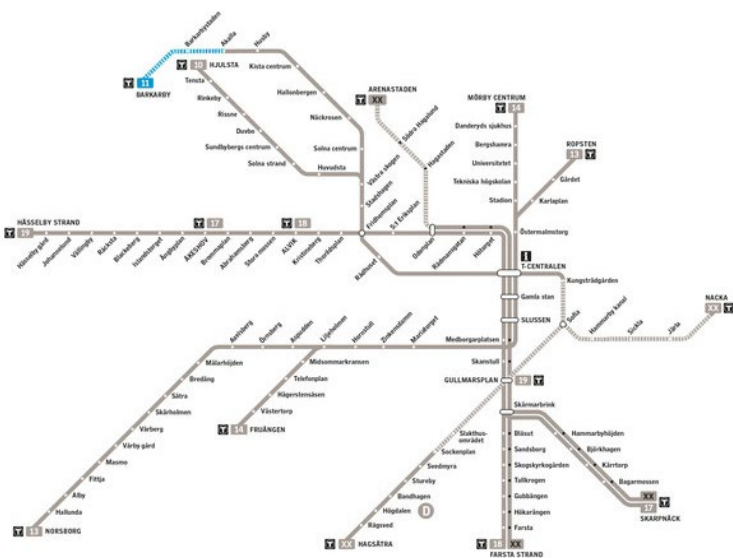 Barkarbystaden
Akalla
Husby
T 11
BARKARBY
T 10 HJULSTA
Tensta
Rinkeby
Rissne
Duvbo
Sundbybergs centrum
Solna strand
Huvudsta
Kista centrum
Hallonbergen
Näckrosen
Solna centrum
Västra skogen
Stadshagen
Fridhemsplan
ARENASTADEN
T XX
Södra Hagalund
Hagastaden
MÖRBY CENTRUM
T 14
Danderyds sjukhus
Bergshamra
Universitetet
Tekniska högskolan
Stadion
ROPSTEN
13 T
Gärdet
Karlaplan
Östermalmstorg
HÄSSELBY STRAND
T 19
Hässelby gård
Johannelund
Vällingby
Råcksta
Blackeberg
Islandstorget
Ängbyplan
T 17
ÅKESHOV
Brommaplan
Abrahamsberg
Stora mossen
T 18
ALVIK
Kristineberg
Thorildsplan
S:t Eriksplan
Odenplan
Rådmansgatan
Hötorget
Rådhuset
T-CENTRALEN
Kungsträdgården
Gamla stan
SLUSSEN
Sofia
Hammarby kanal
Sickla
Järla
NACKA
XX T
Medborgarplatsen
Skanstull
GULLMARSPLAN
19 T
Skärmarbrink
Axelsberg
Örnsberg
Aspudden
Liljeholmen
Hornstull
Zinkensdamm
Mariatorget
Mälarhöjden
Bredäng
Sätra
Skärholmen
Vårberg
Vårby gård
Masmo
Fittja
Alby
Hallunda
T 13 NORSBORG
Midsommarkransen
Telefonplan
Hägerstensåsen
Västertorp
T 14 FRUÄNGEN
Slakthus-
området
Sockenplan
Svedmyra
Stureby
Bandhagen
Högdalen
D
Rågsved
T XX HAGSÄTRA
Blåsut
Sandsborg
Skogskyrkogården
Tallkrogen
Gubbängen
Hökarängen
Farsta
T 18 XX
FARSTA STRAND
Hammarbyhöjden
Björkhagen
Kärrtorp
Bagarmossen
XX
17 T
SKARPNÄCK